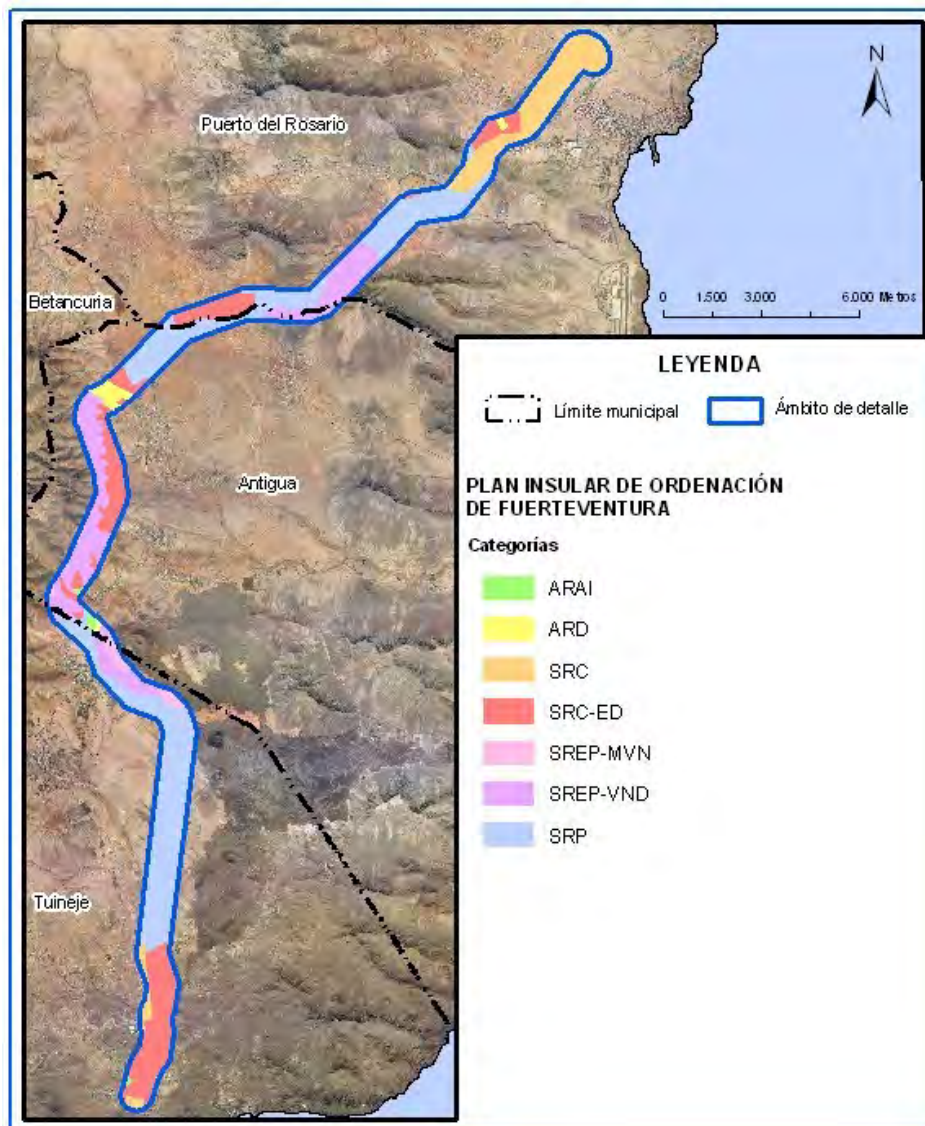 Puerto del Rosario
N
Betancuria
0 1.500 3.000 6.000 Metros
LEYENDA
Límite municipal
Ámbito de detalle
Antigua
PLAN INSULAR DE ORDENACIÓN
DE FUERTEVENTURA
Categorías
ARAI
ARD
SRC
SRC-ED
SREP-MVN
SREP-VND
SRP
Tuineje